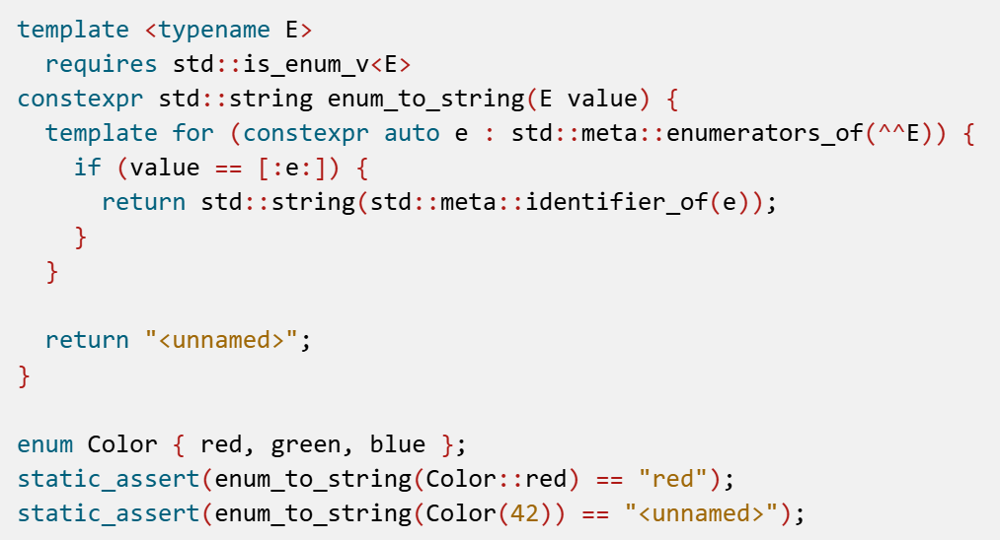 template <typename E>
  requires std::is_enum_v<E>
constexpr std::string enum_to_string(E value) {
  template for (constexpr auto e : std::meta::enumerators_of(^^E)) {
    if (value == [:e:]) {
      return std::string(std::meta::identifier_of(e));
    }
  }

  return "<unnamed>";
}

enum Color { red, green, blue };
static_assert(enum_to_string(Color::red) == "red");
static_assert(enum_to_string(Color(42)) == "<unnamed>");